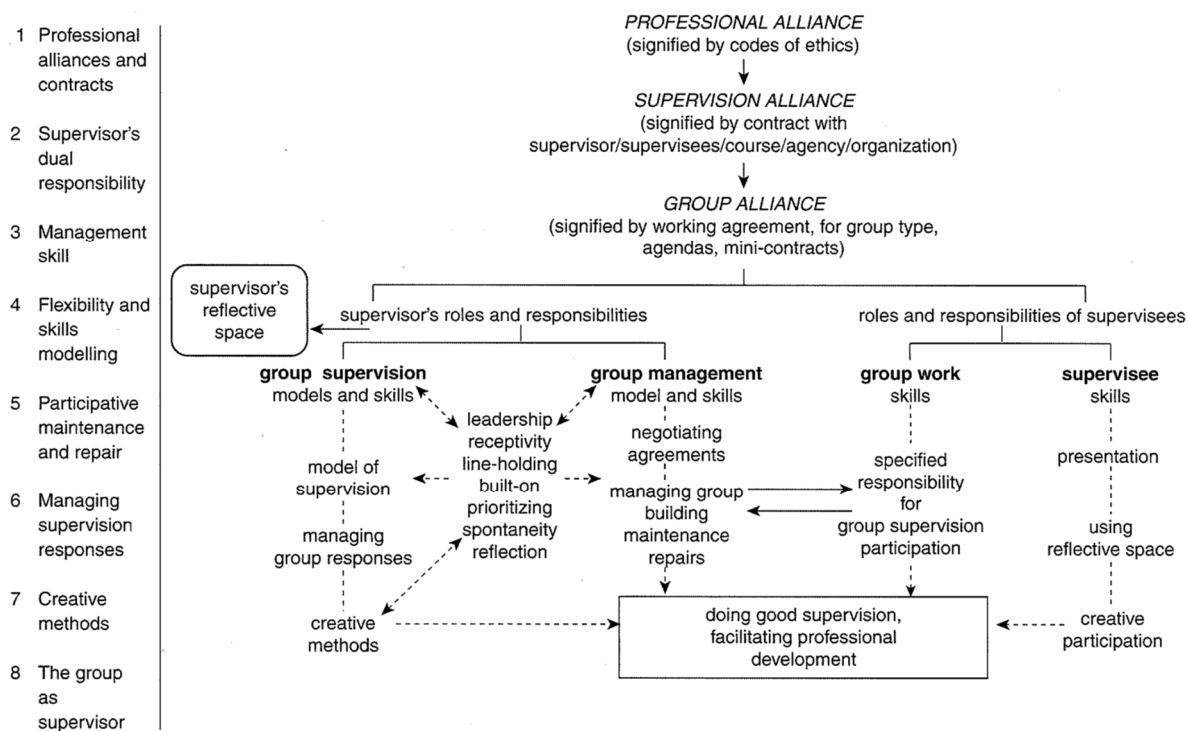 1 Professional
alliances and
contracts
2 Supervisor's
dual
responsibility
3 Management
skill
4 Flexibility and
skills
modelling
5 Participative
maintenance
and repair
6 Managing
supervision
responses
7 Creative
methods
8 The group
as
supervisor
PROFESSIONAL ALLIANCE
(signified by codes of ethics)
SUPERVISION ALLIANCE
(signified by contract with
supervisor/supervisees/course/agency/organization)
GROUP ALLIANCE
(signified by working agreement, for group type,
agendas, mini-contracts)
supervisor's
reflective
space
supervisor's roles and responsibilities
roles and responsibilities of supervisees
group supervision
models and skills
model of
supervision
managing
group responses
creative
methods
leadership
receptivity
line-holding
built-on
prioritizing
spontaneity
reflection
group management
model and skills
negotiating
agreements
managing group
building
maintenance
repairs
group work
skills
specified
responsibility
for
group supervision
participation
supervisee
skills
presentation
using
reflective space
creative
participation
doing good supervision,
facilitating professional
development